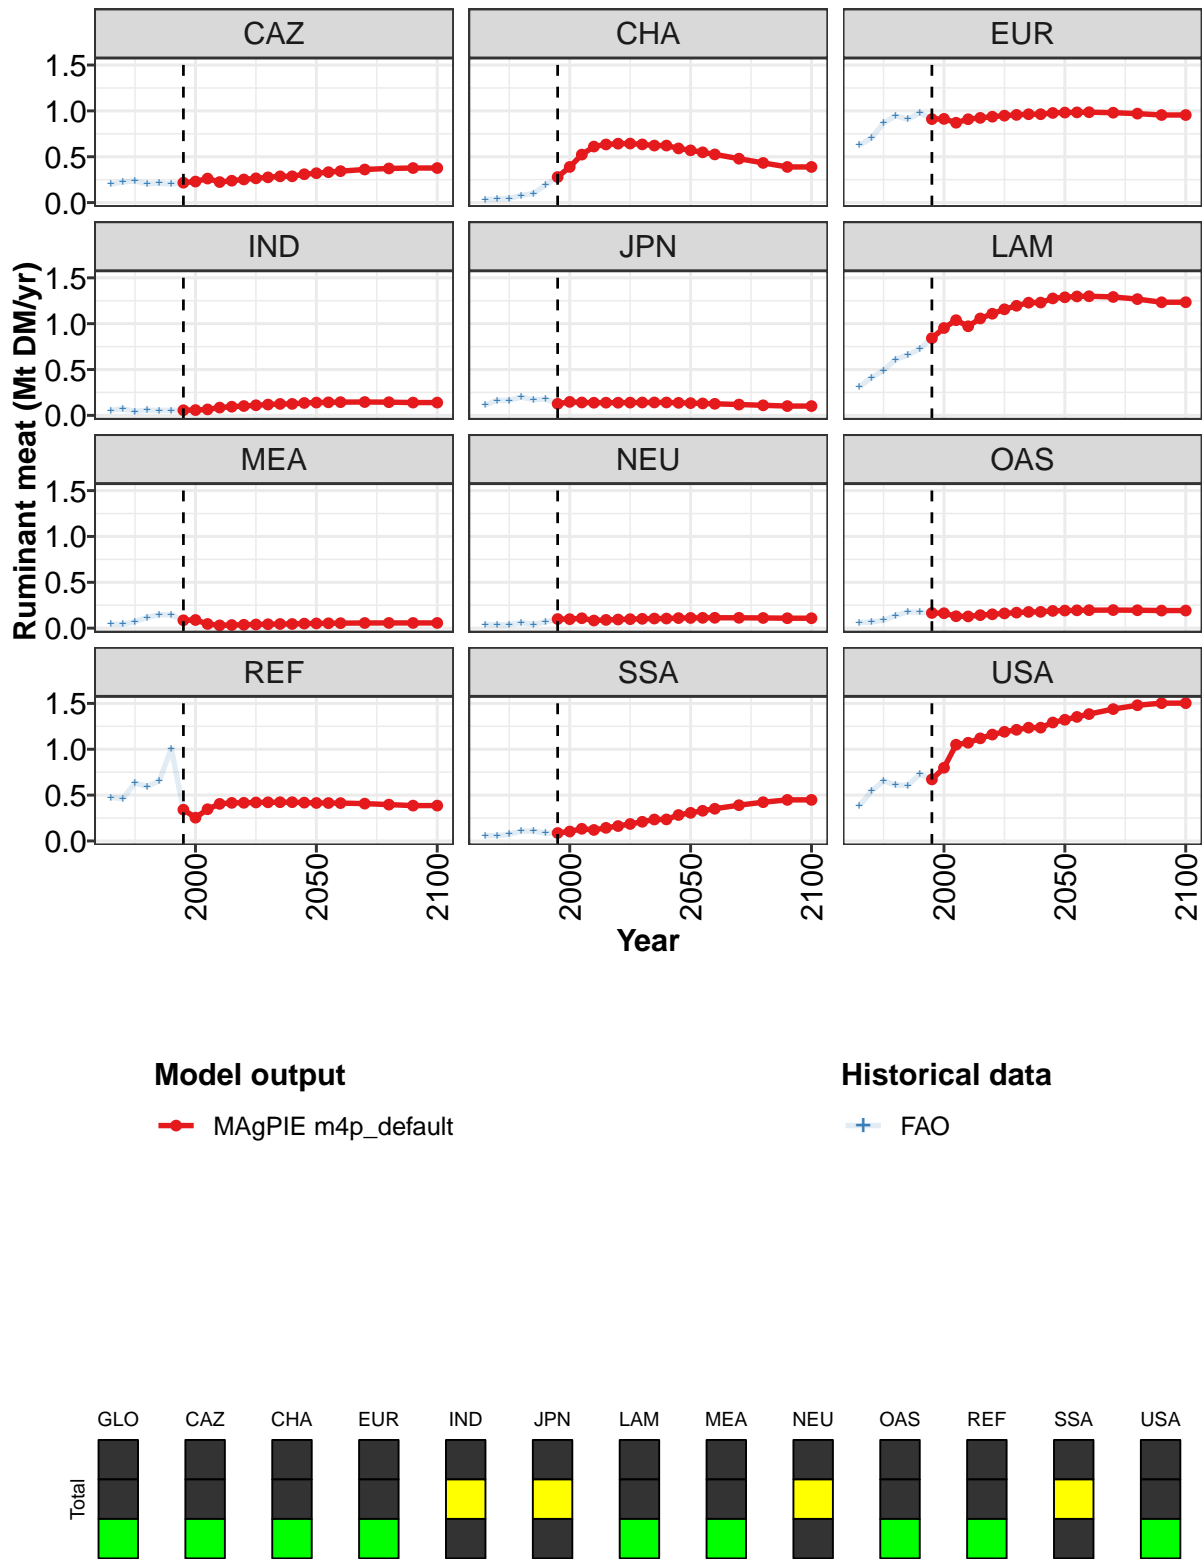 CAZ CHA EUR
1.5
1.0
0.5
0.0
IND JPN LAM
1.5
1.0
0.5
0.0
MEA NEU OAS
1.5
1.0
0.5
0.0
REF SSA USA
1.5
1.0
0.5
0.0
Ruminant meat (Mt DM/yr)
2000 2050 2100 2000 2050 2100 2000 2050 2100
Year
Model output Historical data
MAgPIE m4p_default FAO
GLO CAZ CHA EUR IND JPN LAM MEA NEU OAS REF SSA USA
Total